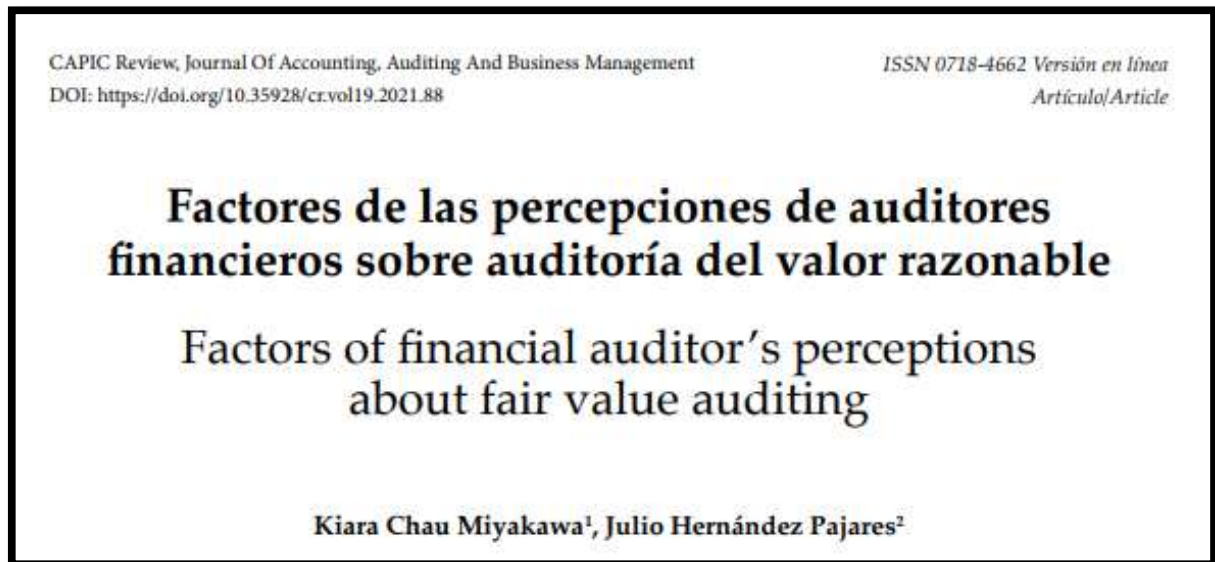 CAPIC Review, Journal Of Accounting, Auditing And Business Management
DOI: https://doi.org/10.35928/cr.vol19.2021.88
ISSN 0718-4662 Versión en línea
Artículo/Article
Factores de las percepciones de auditores
financieros sobre auditoría del valor razonable
Factors of financial auditor's perceptions
about fair value auditing
Kiara Chau Miyakawa¹, Julio Hernández Pajares²